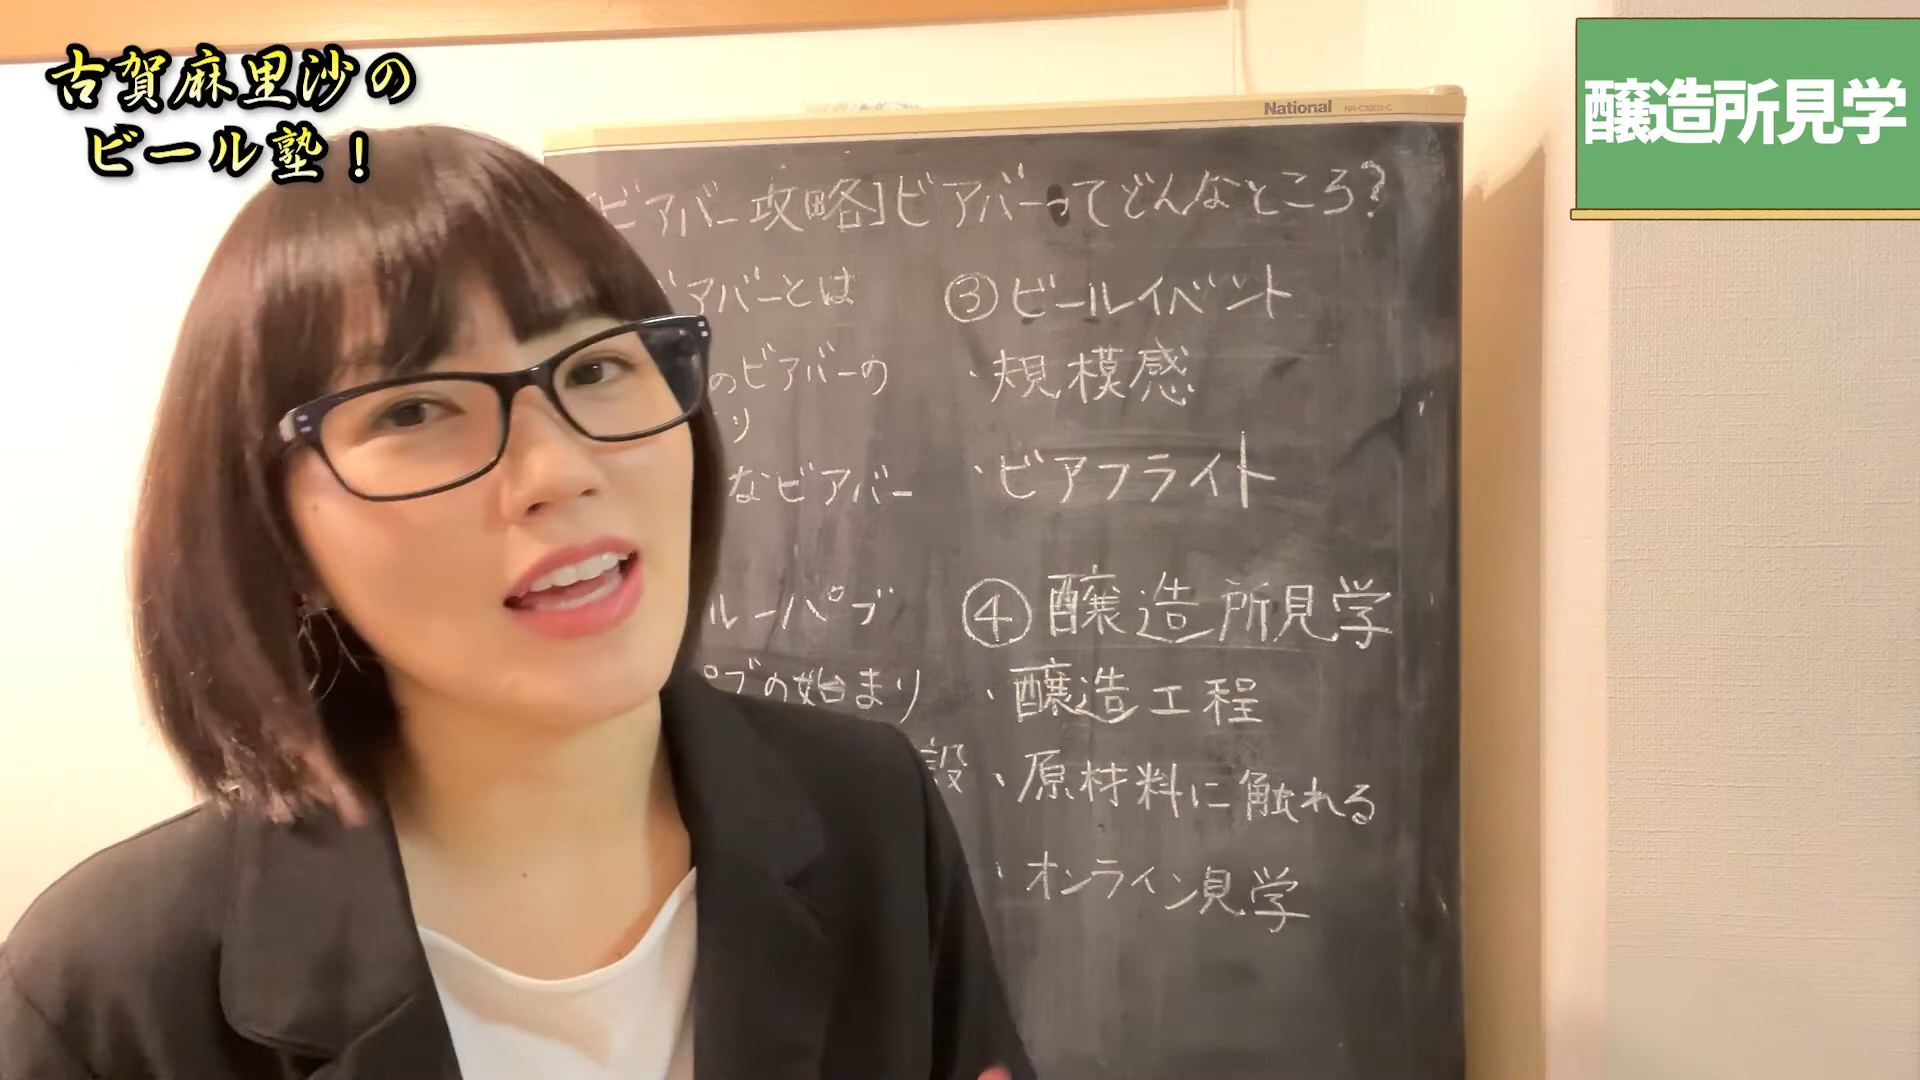 古賀麻里沙の
ビール塾！
醸造所見学
National
NR-C32D3-C
[ビアバー攻略]ビアバーってどんなところ?
アバーとは
のビアバーの
り
なビアバー
ルーパブ
パブの始まり
設
③ビールイベント
・規模感
・ビアフライト
④醸造所見学
・醸造工程
・原材料に触れる
・オンライン見学